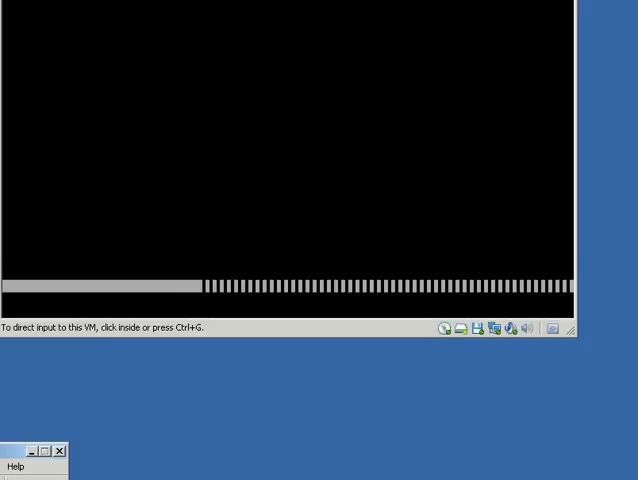 To direct input to this VM, click inside or press Ctrl+G.
Help